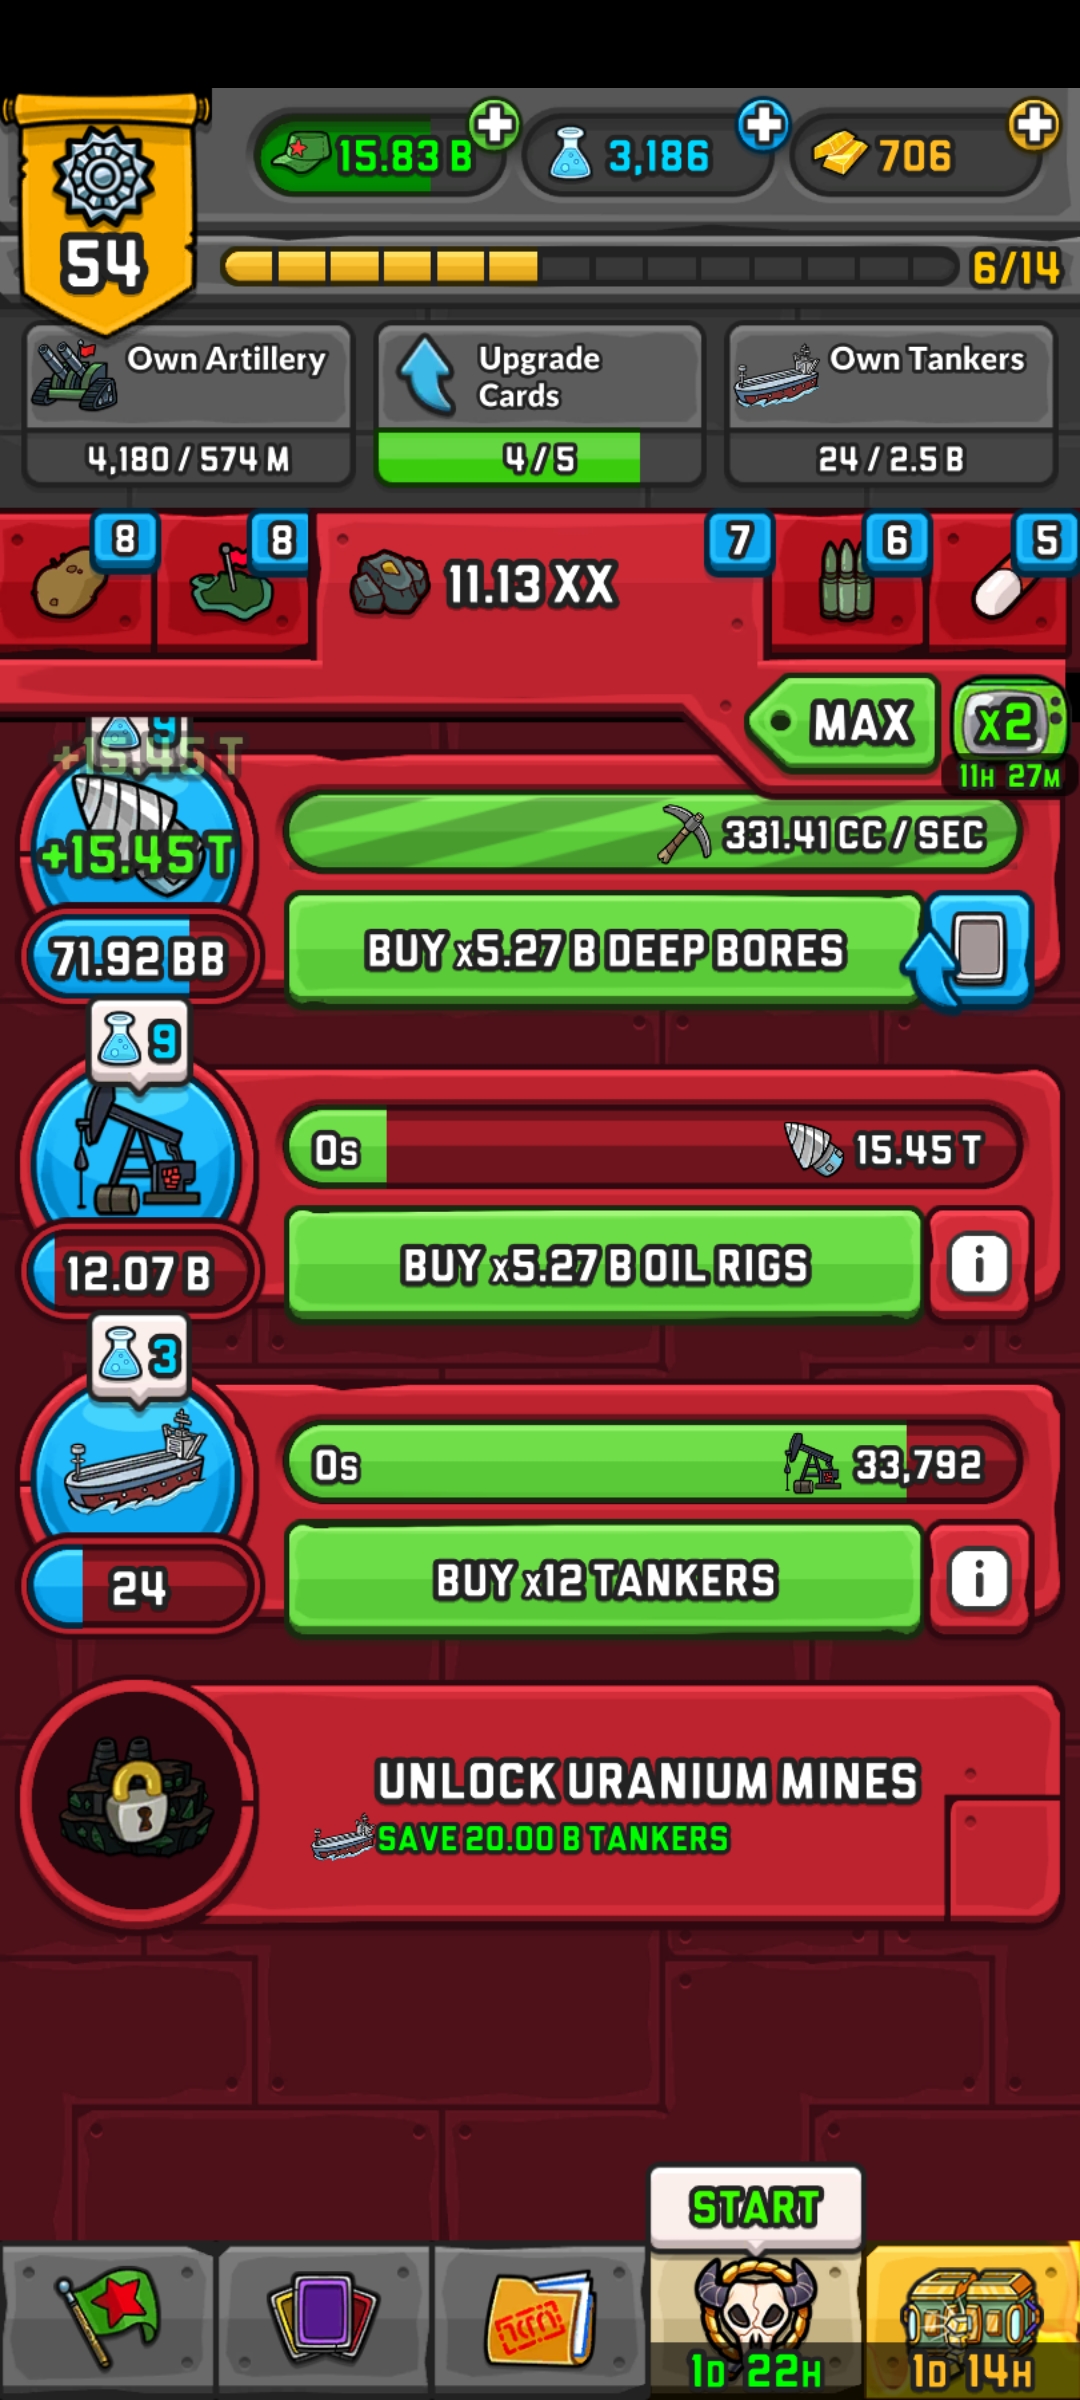 15.83 B
3,186
706
54
6/14
Own Artillery
4,180 / 574 M
Upgrade
Cards
4 / 5
Own Tankers
24 / 2.5 B
8
8
11.13 XX
7
6
5
MAX
x2
11H 27M
9
+15.45 T
+15.45 T
331.41 CC / SEC
71.92 BB
BUY x5.27 B DEEP BORES
9
0s
15.45 T
12.07 B
BUY x5.27 B OIL RIGS
i
3
0s
33,792
24
BUY x12 TANKERS
i
UNLOCK URANIUM MINES
SAVE 20.00 B TANKERS
START
1D 22H
1D 14H